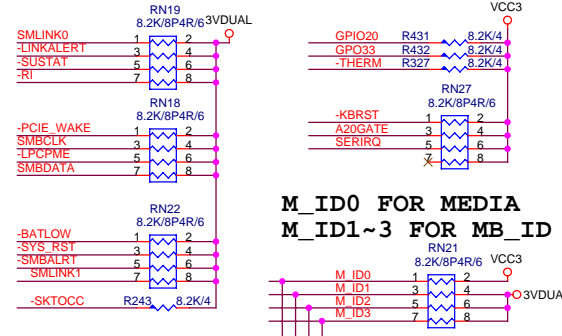 RN19
8.2K/8P4R/6 3VDUAL
SMLINK0 1 2
-LINKALERT 3 4
-SUSTAT 5 6
-RI 7 8
RN18
8.2K/8P4R/6
-PCIE_WAKE 1 2
SMBCLK 3 4
-LPCPME 5 6
SMBDATA 7 8
RN22
8.2K/8P4R/6
-BATLOW 1 2
-SYS_RST 3 4
-SMBALRT 5 6
SMLINK1 7 8
-SKTOCC R243 8.2K/4
VCC3
GPIO20 R431 8.2K/4
GPO33 R432 8.2K/4
-THERM R327 8.2K/4
RN27
8.2K/8P4R/6
-KBRST 1 2
A20GATE 3 4
SERIRQ 5 6
7 8
M_ID0 FOR MEDIA
M_ID1~3 FOR MB_ID
RN21
8.2K/8P4R/6 VCC3
M_ID0 1 2
M_ID1 3 4 3VDUA
M_ID2 5 6
M_ID3 7 8